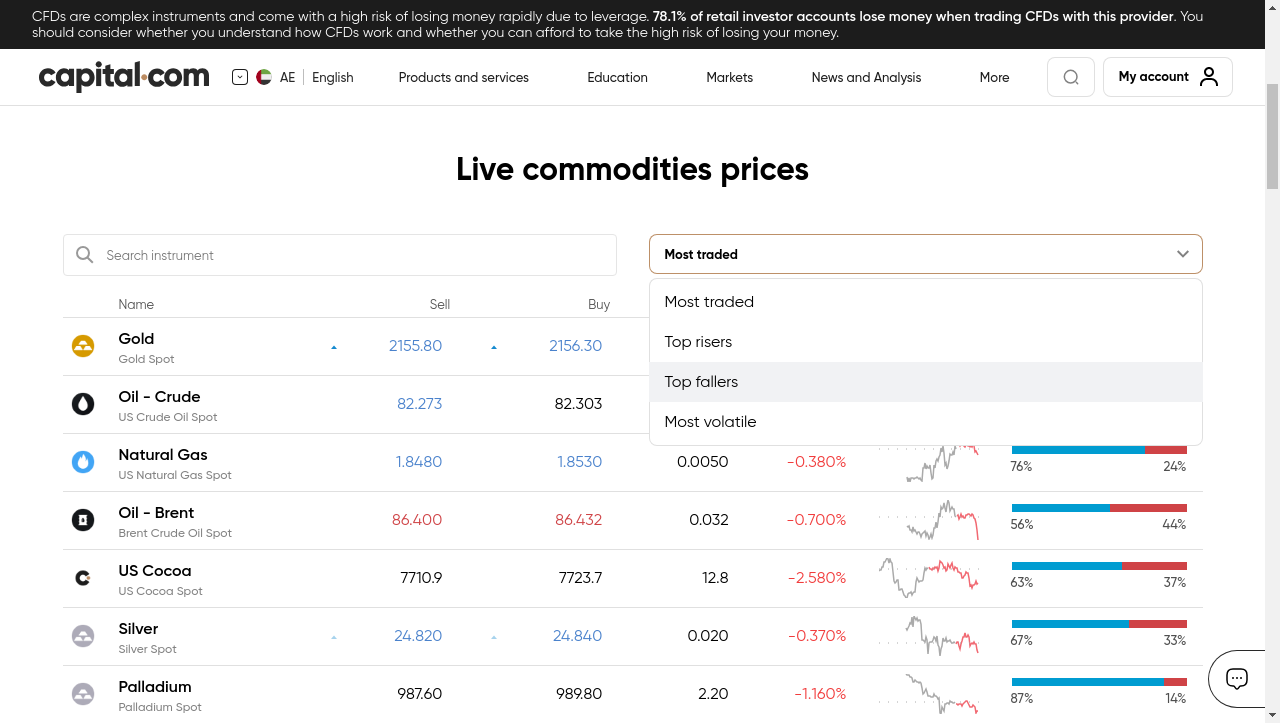 CFDs are complex instruments and come with a high risk of losing money rapidly due to leverage. 78.1% of retail investor accounts lose money when trading CFDs with this provider. You
should consider whether you understand how CFDs work and whether you can afford to take the high risk of losing your money.
capital.com AE English Products and services Education Markets News and Analysis More My account
Live commodities prices
Search instrument Most traded
Most traded
Top risers
Top fallers
Most volatile
Name Sell Buy
Gold
Gold Spot
2155.80 2156.30
Oil - Crude
US Crude Oil Spot
82.273 82.303
Natural Gas
US Natural Gas Spot
1.8480 1.8530 0.0050 -0.380%
76% 24%
Oil - Brent
Brent Crude Oil Spot
86.400 86.432 0.032 -0.700%
56% 44%
US Cocoa
US Cocoa Spot
7710.9 7723.7 12.8 -2.580%
63% 37%
Silver
Silver Spot
24.820 24.840 0.020 -0.370%
67% 33%
Palladium
Palladium Spot
987.60 989.80 2.20 -1.160%
87% 14%